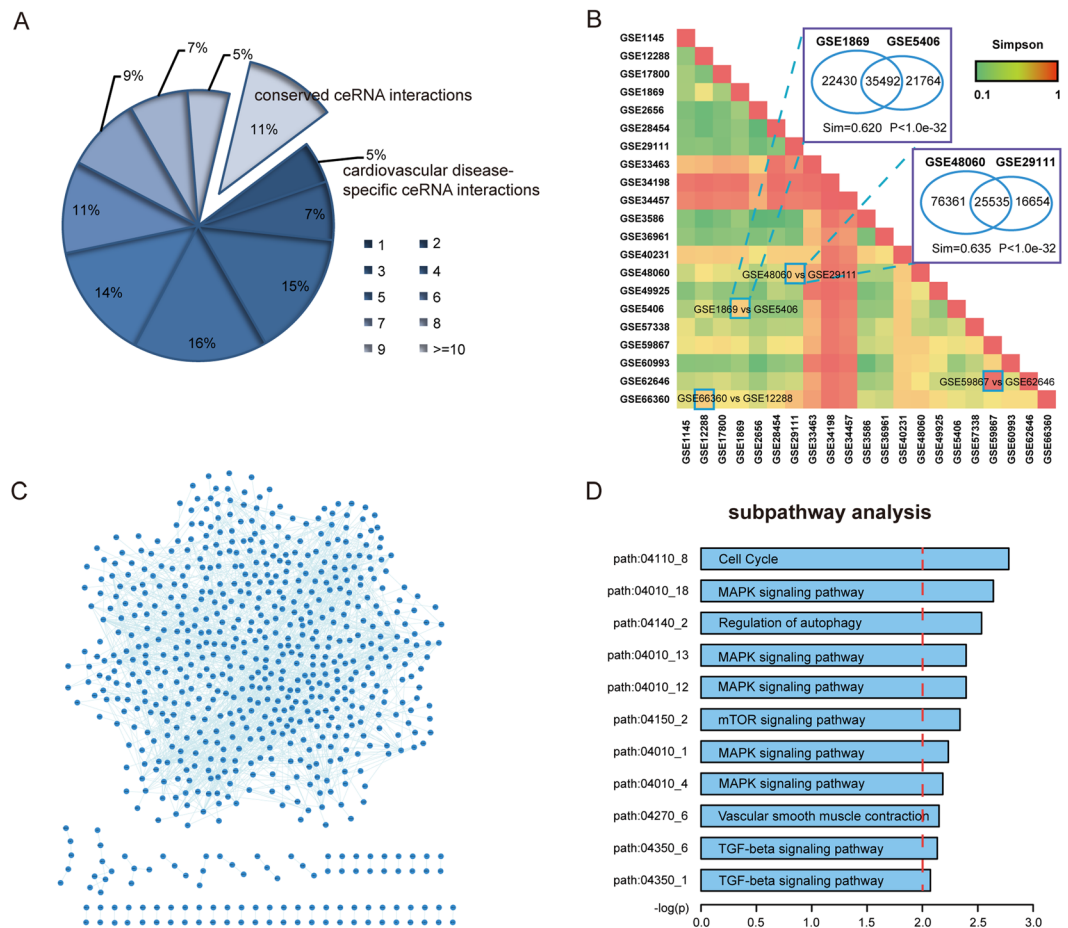 A
7%
5%
9%
conserved ceRNA interactions
11%
5%
cardiovascular disease-
specific ceRNA interactions
11%
7%
14%
15%
16%
1 2
3 4
5 6
7 8
9 >=10
B
GSE1145
GSE12288
GSE17800
GSE1869
GSE2656
GSE28454
GSE29111
GSE33463
GSE34198
GSE34457
GSE3586
GSE36961
GSE40231
GSE48060
GSE49925
GSE5406
GSE57338
GSE59867
GSE60993
GSE62646
GSE66360
GSE1869 GSE5406
22430 35492 21764
Sim=0.620 P<1.0e-32
Simpson
0.1 1
GSE48060 GSE29111
76361 25535 16654
Sim=0.635 P<1.0e-32
GSE48060 vs GSE29111
GSE1869 vs GSE5406
GSE59867 vs GSE62646
GSE66360 vs GSE12288
GSE1145
GSE12288
GSE17800
GSE1869
GSE2656
GSE28454
GSE29111
GSE33463
GSE34198
GSE34457
GSE3586
GSE36961
GSE40231
GSE48060
GSE49925
GSE5406
GSE57338
GSE59867
GSE60993
GSE62646
GSE66360
C
D
subpathway analysis
path:04110_8 Cell Cycle
path:04010_18 MAPK signaling pathway
path:04140_2 Regulation of autophagy
path:04010_13 MAPK signaling pathway
path:04010_12 MAPK signaling pathway
path:04150_2 mTOR signaling pathway
path:04010_1 MAPK signaling pathway
path:04010_4 MAPK signaling pathway
path:04270_6 Vascular smooth muscle contraction
path:04350_6 TGF-beta signaling pathway
path:04350_1 TGF-beta signaling pathway
-log(p) 0.0 0.5 1.0 1.5 2.0 2.5 3.0